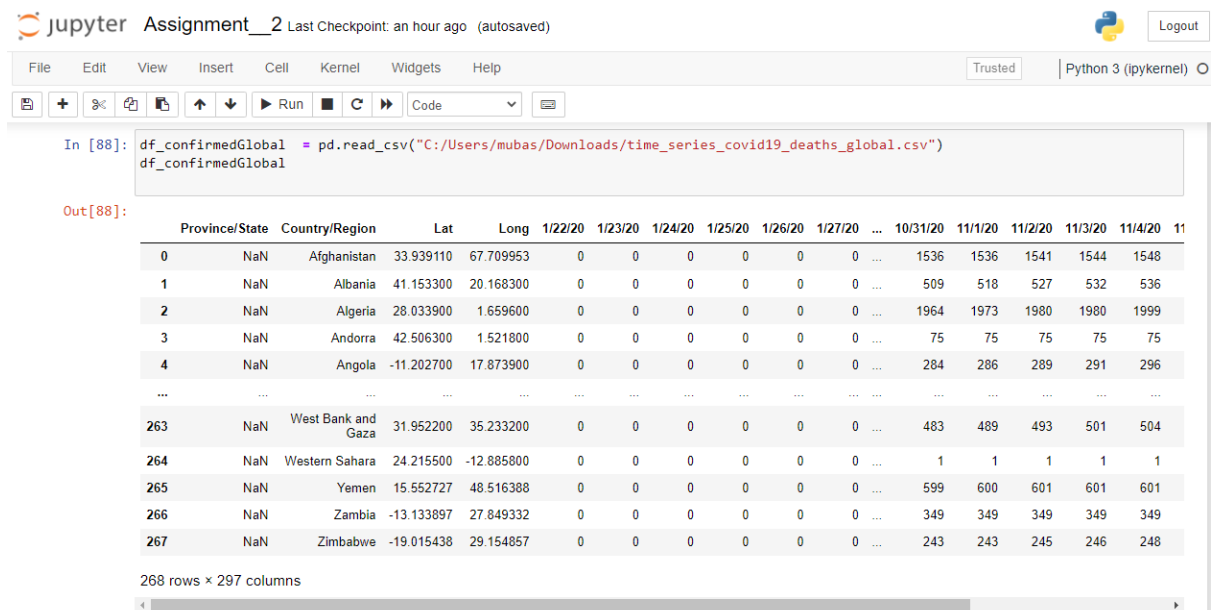 jupyter Assignment__2 Last Checkpoint: an hour ago (autosaved)
Logout
File Edit View Insert Cell Kernel Widgets Help
Trusted
Python 3 (ipykernel)
Run
Code
In [88]: df_confirmedGlobal = pd.read_csv("C:/Users/mubas/Downloads/time_series_covid19_deaths_global.csv")
df_confirmedGlobal
Out[88]:
Province/State Country/Region Lat Long 1/22/20 1/23/20 1/24/20 1/25/20 1/26/20 1/27/20 ... 10/31/20 11/1/20 11/2/20 11/3/20 11/4/20 11
0 NaN Afghanistan 33.939110 67.709953 0 0 0 0 0 0 ... 1536 1536 1541 1544 1548
1 NaN Albania 41.153300 20.168300 0 0 0 0 0 0 ... 509 518 527 532 536
2 NaN Algeria 28.033900 1.659600 0 0 0 0 0 0 ... 1964 1973 1980 1980 1999
3 NaN Andorra 42.506300 1.521800 0 0 0 0 0 0 ... 75 75 75 75 75
4 NaN Angola -11.202700 17.873900 0 0 0 0 0 0 ... 284 286 289 291 296
... ... ... ... ... ... ... ... ... ... ... ... ... ... ... ... ...
263 NaN West Bank and
Gaza 31.952200 35.233200 0 0 0 0 0 0 ... 483 489 493 501 504
264 NaN Western Sahara 24.215500 -12.885800 0 0 0 0 0 0 ... 1 1 1 1 1
265 NaN Yemen 15.552727 48.516388 0 0 0 0 0 0 ... 599 600 601 601 601
266 NaN Zambia -13.133897 27.849332 0 0 0 0 0 0 ... 349 349 349 349 349
267 NaN Zimbabwe -19.015438 29.154857 0 0 0 0 0 0 ... 243 243 245 246 248
268 rows × 297 columns